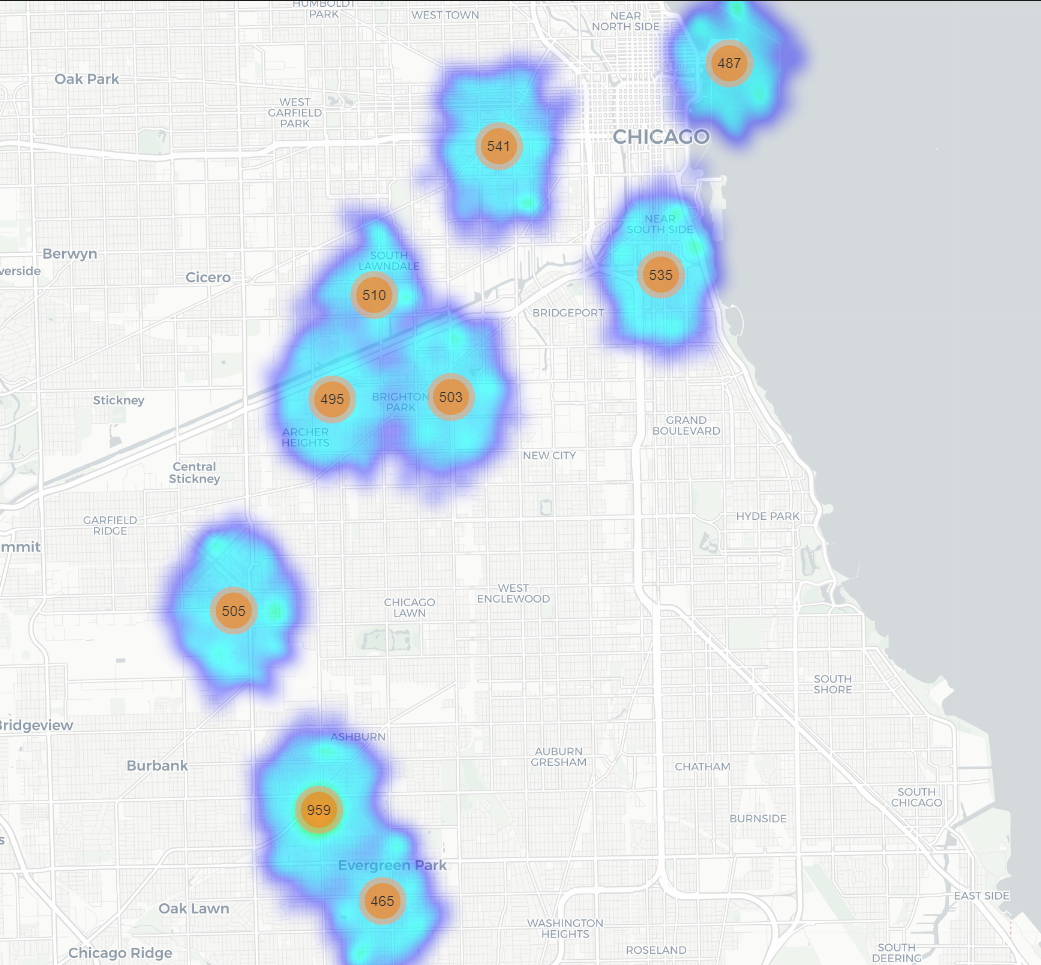 HUMBOLDT
PARK
WEST TOWN
NEAR
NORTH SIDE
487
Oak Park
WEST
GARFIELD
PARK
541
CHICAGO
NEAR
SOUTH SIDE
Berwyn
SOUTH
LAWNDALE
verside
Cicero
535
510
BRIDGEPORT
Stickney
495
BRIGHTON
PARK
503
ARCHER
HEIGHTS
GRAND
BOULEVARD
NEW CITY
Central
Stickney
GARFIELD
RIDGE
HYDE PARK
mmit
WEST
ENGLEWOOD
505
CHICAGO
LAWN
SOUTH
SHORE
Bridgeview
ASHBURN
Burbank
AUBURN
GRESHAM
CHATHAM
SOUTH
CHICAGO
959
BURNSIDE
s
Evergreen Park
EAST SIDE
465
Oak Lawn
WASHINGTON
HEIGHTS
Chicago Ridge
ROSELAND
SOUTH
DEERING